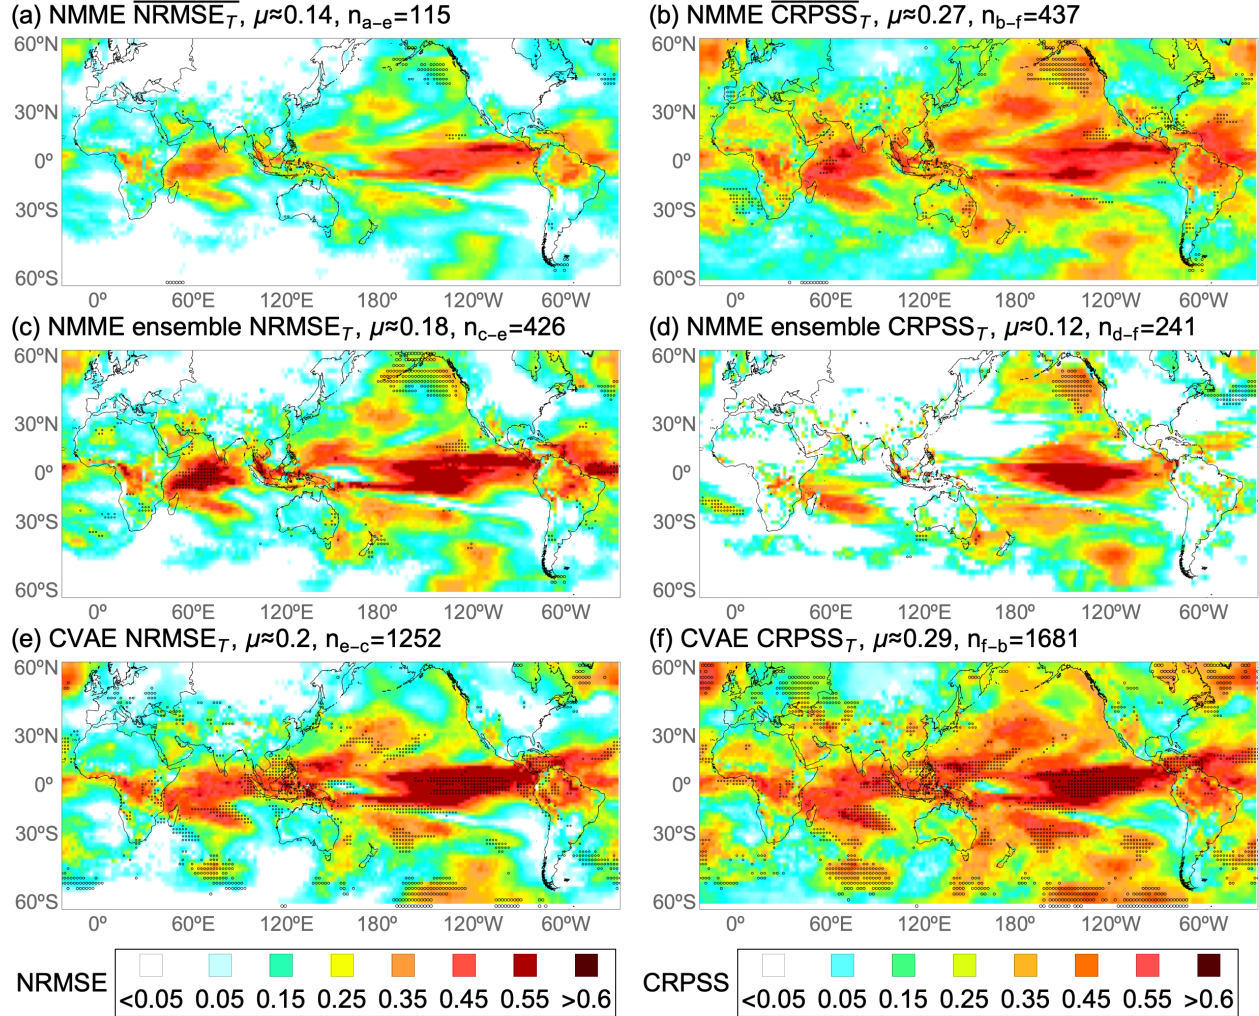 (a) NMME NRMSE_T, μ≈0.14, n_a−e=115
(b) NMME CRPSS_T, μ≈0.27, n_b−f=437
60ºN 60ºN
30ºN 30ºN
0º 0º
30ºS 30ºS
60ºS 60ºS
0º 60ºE 120ºE 180º 120ºW 60ºW
0º 60ºE 120ºE 180º 120ºW 60ºW
(c) NMME ensemble NRMSE_T, μ≈0.18, n_c−e=426
(d) NMME ensemble CRPSS_T, μ≈0.12, n_d−f=241
60ºN 60ºN
30ºN 30ºN
0º 0º
30ºS 30ºS
60ºS 60ºS
0º 60ºE 120ºE 180º 120ºW 60ºW
0º 60ºE 120ºE 180º 120ºW 60ºW
(e) CVAE NRMSE_T, μ≈0.2, n_e−c=1252
(f) CVAE CRPSS_T, μ≈0.29, n_f−b=1681
60ºN 60ºN
30ºN 30ºN
0º 0º
30ºS 30ºS
60ºS 60ºS
0º 60ºE 120ºE 180º 120ºW 60ºW
0º 60ºE 120ºE 180º 120ºW 60ºW
NRMSE
<0.05 0.05 0.15 0.25 0.35 0.45 0.55 >0.6
CRPSS
<0.05 0.05 0.15 0.25 0.35 0.45 0.55 >0.6